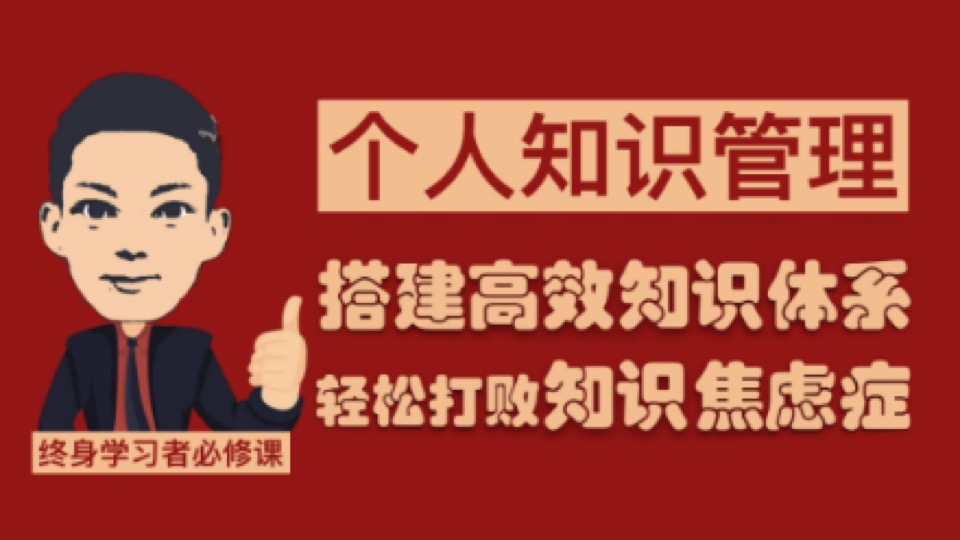 个人知识管理
搭建高效知识体系
轻松打败知识焦虑症
终身学习者必修课